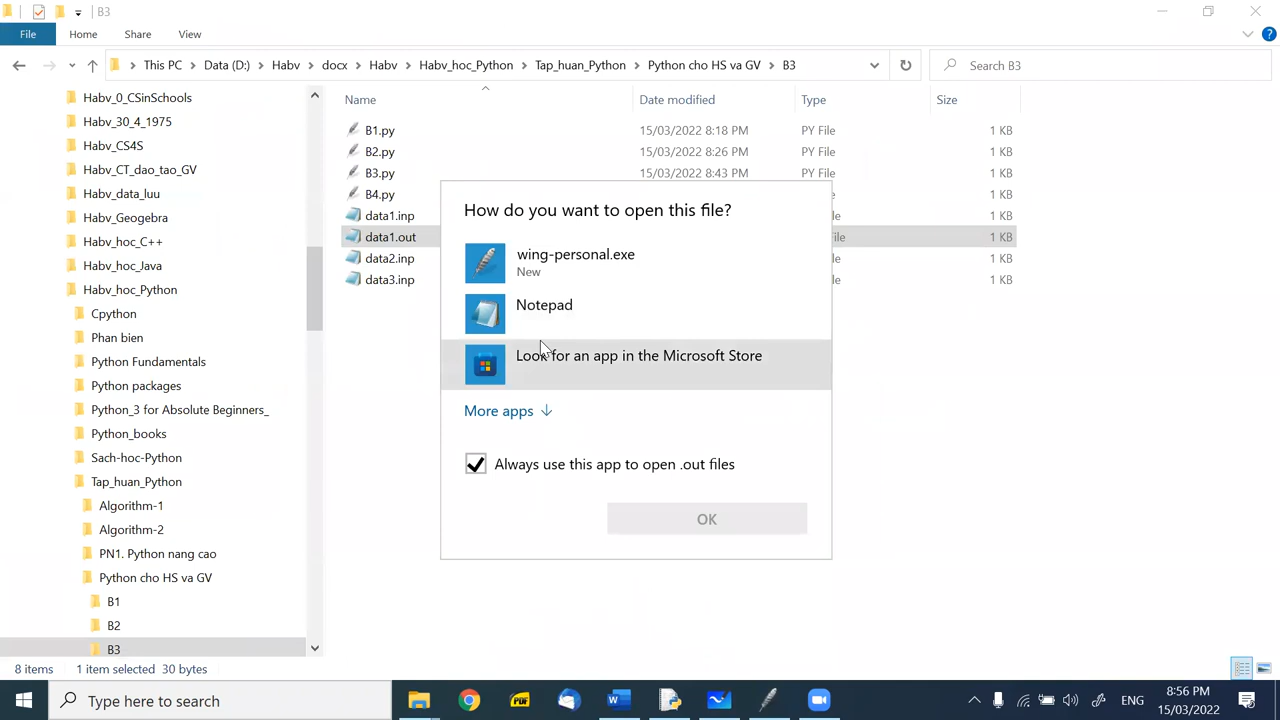 B3
File
Home
Share
View
This PC > Data (D:) > Habv > docx > Habv > Habv_hoc_Python > Tap_huan_Python > Python cho HS va GV > B3
Search B3
Habv_0_CSinSchools
Habv_30_4_1975
Habv_CS4S
Habv_CT_dao_tao_GV
Habv_data_luu
Habv_Geogebra
Habv_hoc_C++
Habv_hoc_Java
Habv_hoc_Python
Cpython
Phan bien
Python Fundamentals
Python packages
Python_3 for Absolute Beginners_
Python_books
Sach-hoc-Python
Tap_huan_Python
Algorithm-1
Algorithm-2
PN1. Python nang cao
Python cho HS va GV
B1
B2
B3
Name Date modified Type Size
B1.py 15/03/2022 8:18 PM PY File 1 KB
B2.py 15/03/2022 8:26 PM PY File 1 KB
B3.py 15/03/2022 8:43 PM PY File 1 KB
B4.py le 1 KB
data1.inp le 1 KB
data1.out ile 1 KB
data2.inp le 1 KB
data3.inp le 1 KB
How do you want to open this file?
wing-personal.exe
New
Notepad
Look for an app in the Microsoft Store
More apps
Always use this app to open .out files
OK
8 items 1 item selected 30 bytes
Type here to search
PDF
ENG
8:56 PM
15/03/2022